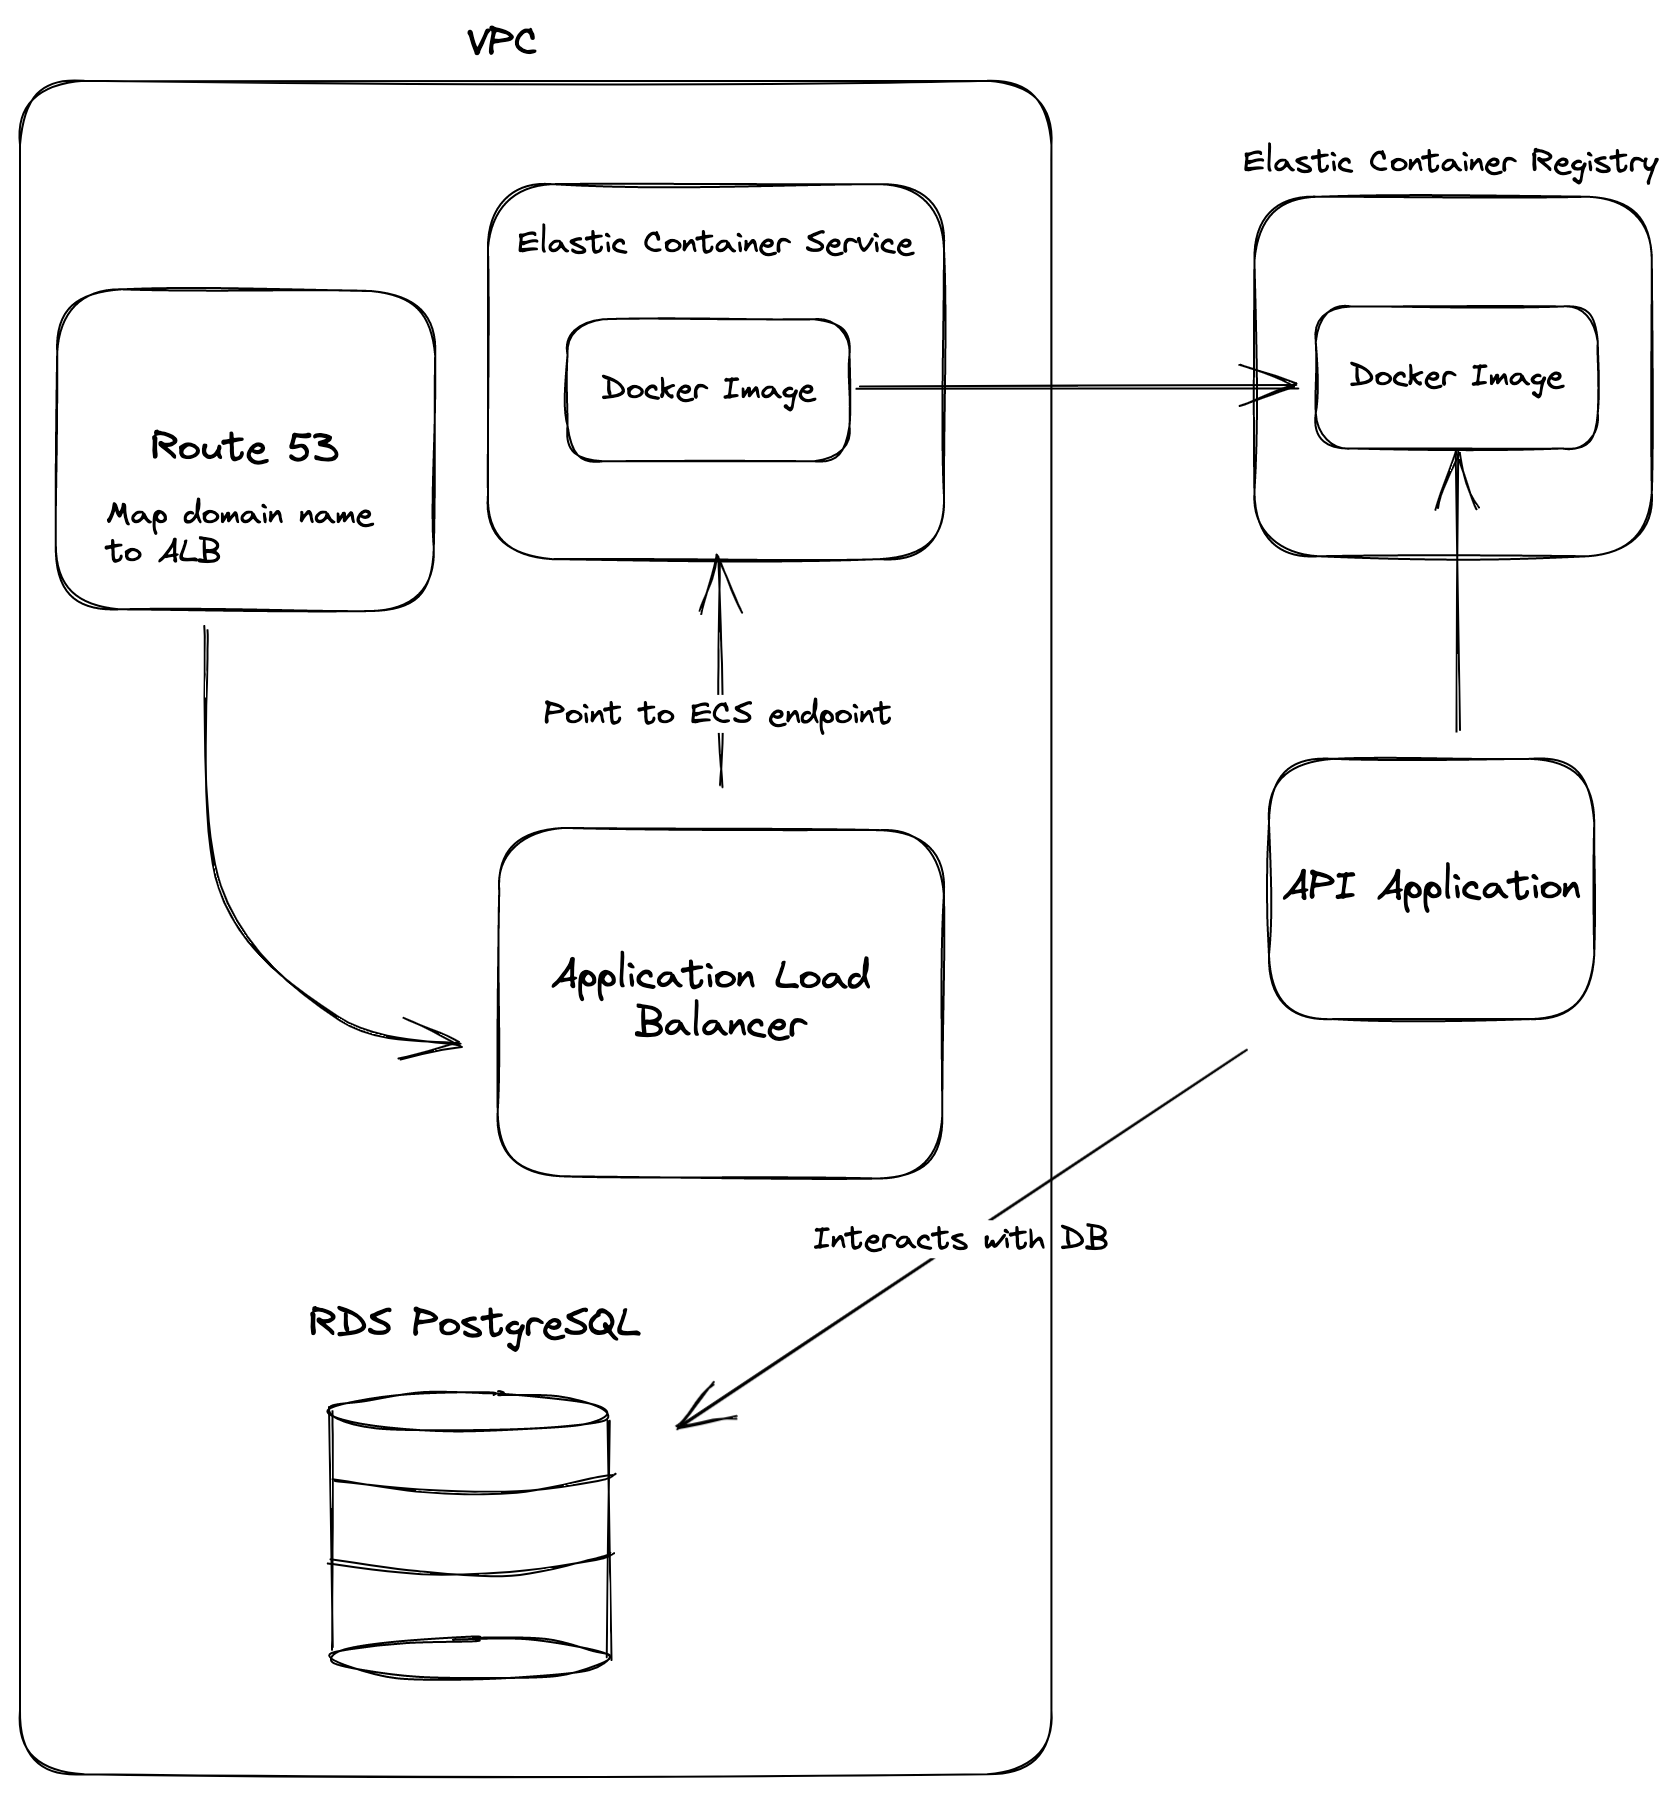 VPC
Elastic Container Registry
Elastic Container Service
Docker Image
Docker Image
Route 53
Map domain name
to ALB
Point to ECS endpoint
API Application
Application Load
Balancer
Interacts with DB
RDS PostgreSQL